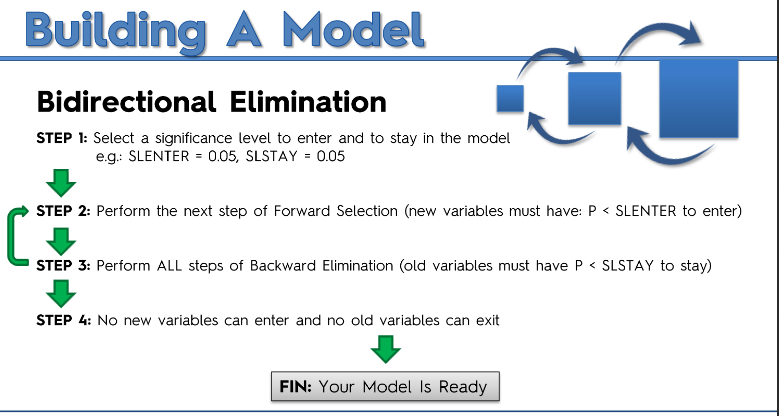 Building A Model
Bidirectional Elimination
STEP 1: Select a significance level to enter and to stay in the model
e.g.: SLENTER = 0.05, SLSTAY = 0.05
STEP 2: Perform the next step of Forward Selection (new variables must have: P < SLENTER to enter)
STEP 3: Perform ALL steps of Backward Elimination (old variables must have P < SLSTAY to stay)
STEP 4: No new variables can enter and no old variables can exit
FIN: Your Model Is Ready